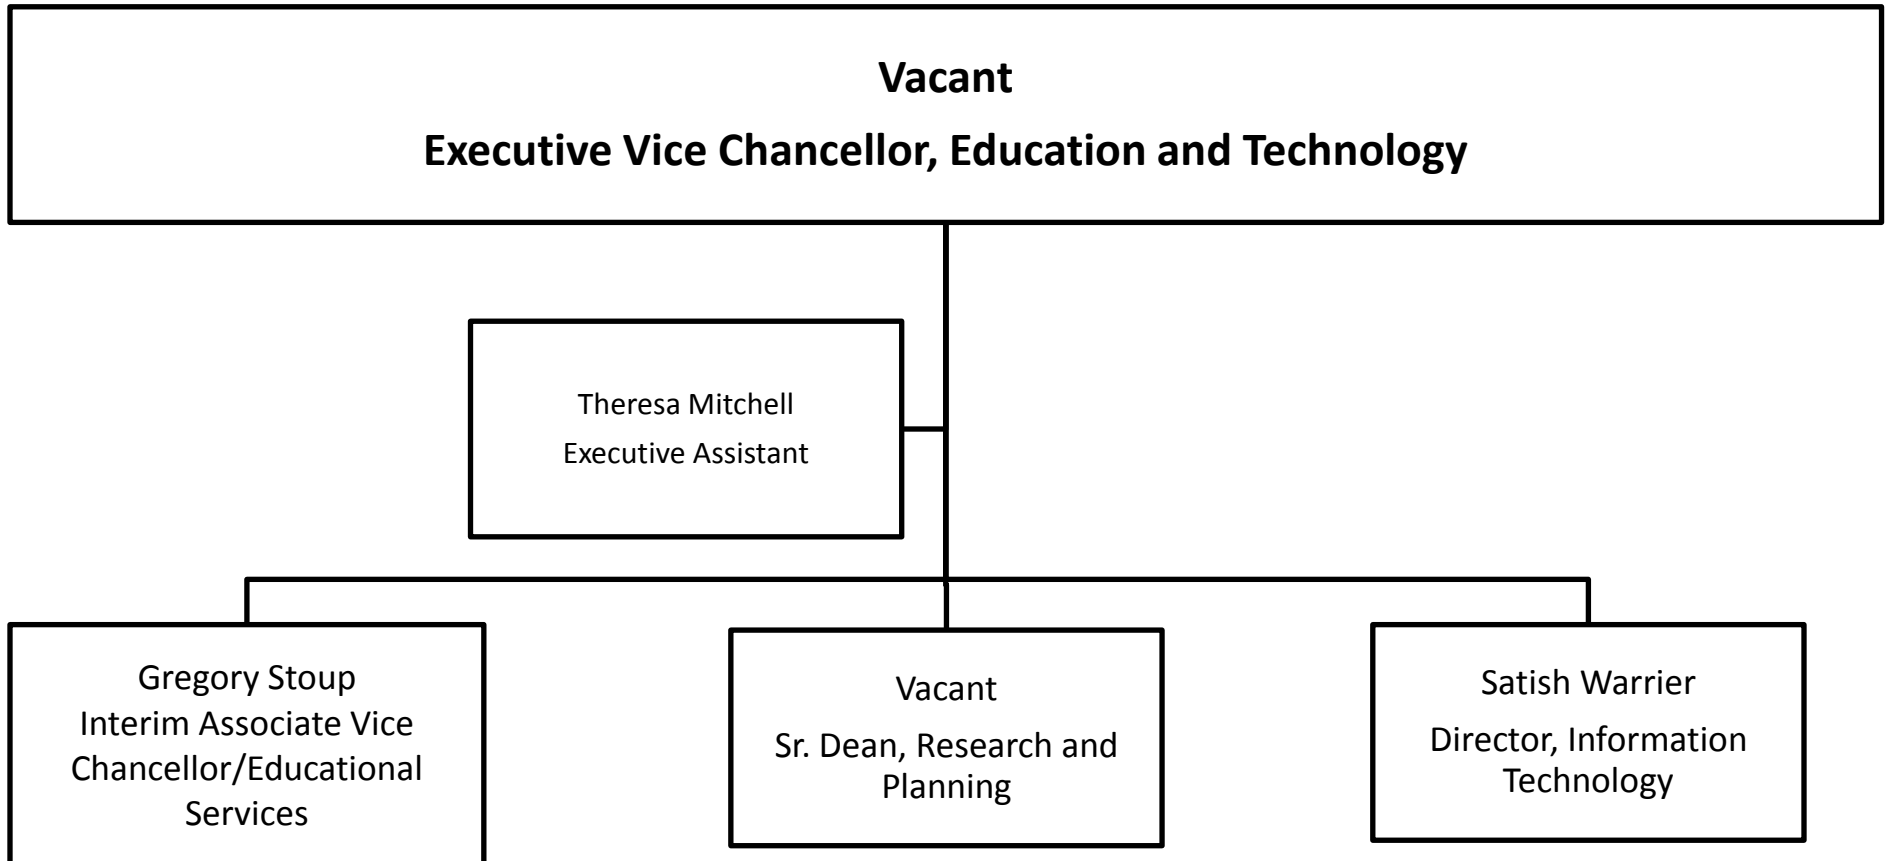 Vacant
Executive Vice Chancellor, Education and Technology
Theresa Mitchell
Executive Assistant
Gregory Stoup
Interim Associate Vice
Chancellor/Educational
Services
Vacant
Sr. Dean, Research and
Planning
Satish Warrier
Director, Information
Technology